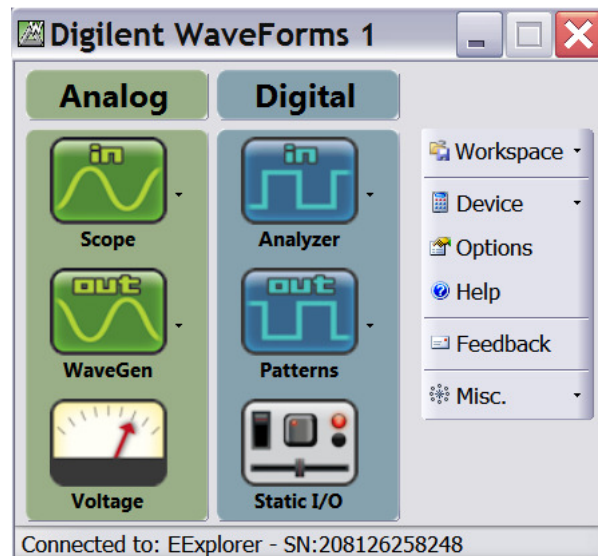 Digilent WaveForms 1
Analog
Digital
in
Scope
in
Analyzer
out
WaveGen
out
Patterns
Voltage
Static I/O
Workspace
Device
Options
Help
Feedback
Misc.
Connected to: EExplorer - SN:208126258248